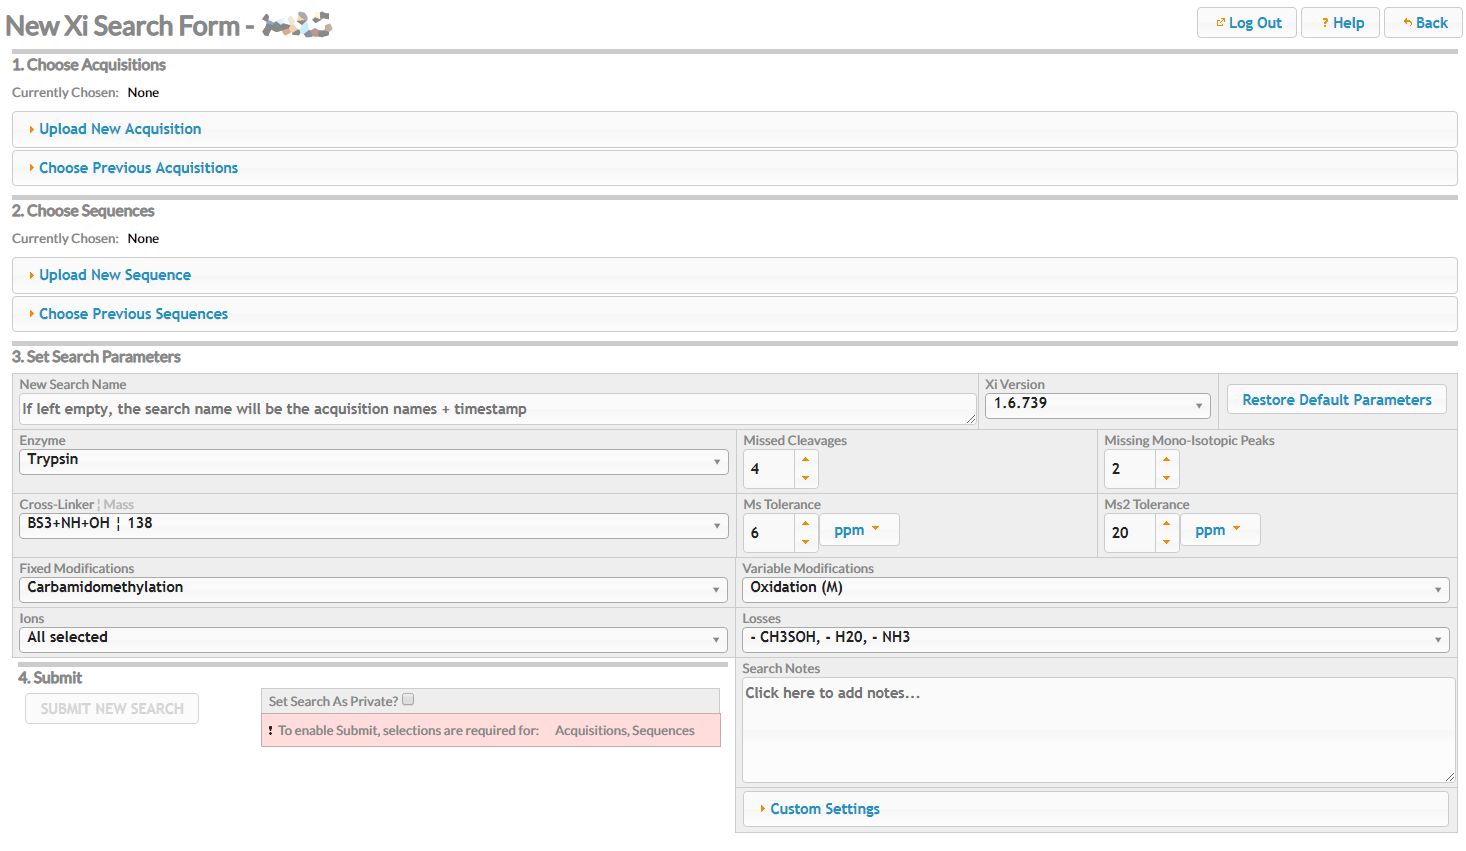 New Xi Search Form -
Log Out
? Help
Back
1. Choose Acquisitions
Currently Chosen: None
Upload New Acquisition
Choose Previous Acquisitions
2. Choose Sequences
Currently Chosen: None
Upload New Sequence
Choose Previous Sequences
3. Set Search Parameters
New Search Name
If left empty, the search name will be the acquisition names + timestamp
Xi Version
1.6.739
Restore Default Parameters
Enzyme
Trypsin
Missed Cleavages
4
Missing Mono-Isotopic Peaks
2
Cross-Linker ¦ Mass
BS3+NH+OH ¦ 138
Ms Tolerance
6 ppm
Ms2 Tolerance
20 ppm
Fixed Modifications
Carbamidomethylation
Variable Modifications
Oxidation (M)
Ions
All selected
Losses
- CH3SOH, - H20, - NH3
4. Submit
SUBMIT NEW SEARCH
Set Search As Private?
! To enable Submit, selections are required for: Acquisitions, Sequences
Search Notes
Click here to add notes...
Custom Settings